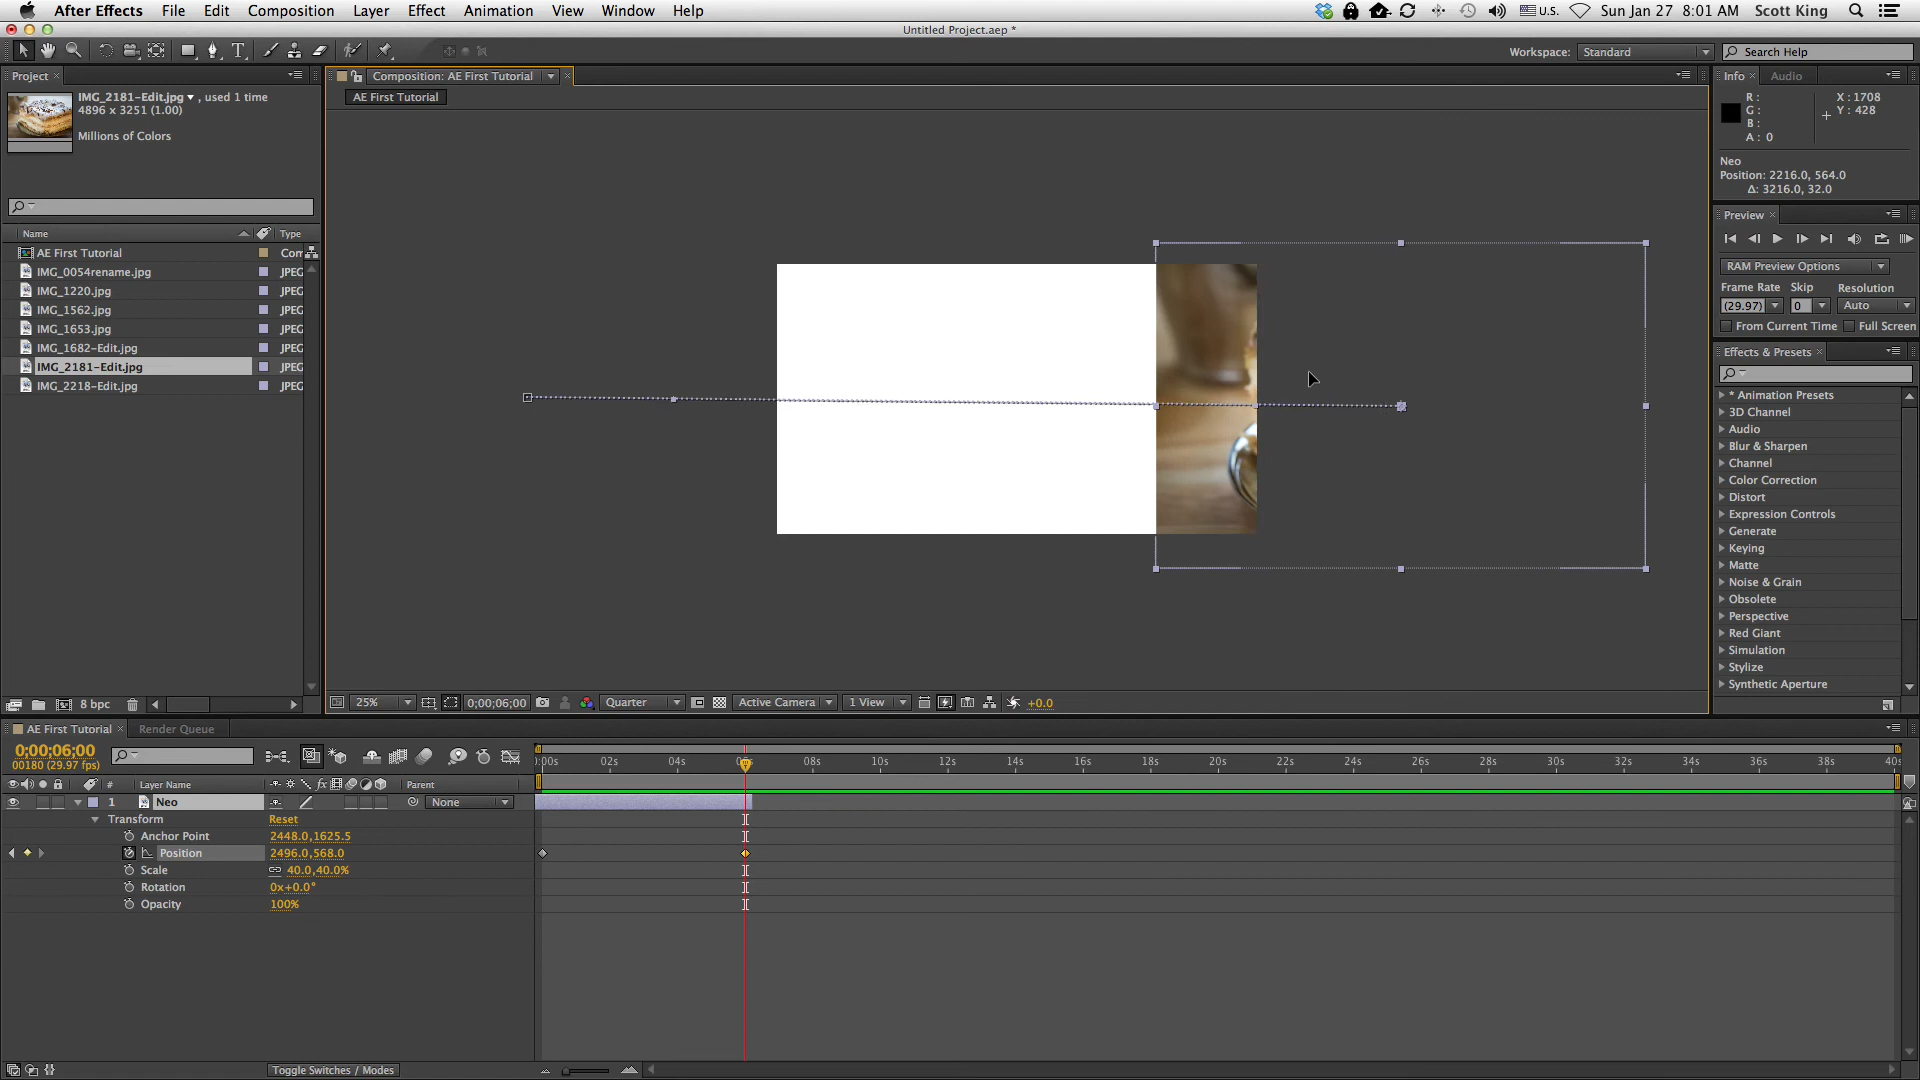 After Effects File Edit Composition Layer Effect Animation View Window Help U.S. Sun Jan 27 8:01 AM Scott King
Untitled Project.aep *
Workspace: Standard Search Help
Project Composition: AE First Tutorial Info Audio
IMG_2181-Edit.jpg , used 1 time
4896 x 3251 (1.00)
Millions of Colors
AE First Tutorial
R :
G :
B :
A : 0
X : 1708
Y : 428
Neo
Position: 2216.0, 564.0
Δ: 3216.0, 32.0
Preview
RAM Preview Options
Frame Rate Skip Resolution
(29.97) 0 Auto
From Current Time Full Screen
Name Type
AE First Tutorial Con
IMG_0054rename.jpg JPEG
IMG_1220.jpg JPEG
IMG_1562.jpg JPEG
IMG_1653.jpg JPEG
IMG_1682-Edit.jpg JPEG
IMG_2181-Edit.jpg JPEG
IMG_2218-Edit.jpg JPEG
Effects & Presets
* Animation Presets
3D Channel
Audio
Blur & Sharpen
Channel
Color Correction
Distort
Expression Controls
Generate
Keying
Matte
Noise & Grain
Obsolete
Perspective
Red Giant
Simulation
Stylize
Synthetic Aperture
8 bpc 25% 0;00;06;00 Quarter Active Camera 1 View +0.0
AE First Tutorial Render Queue
0;00;06;00
00180 (29.97 fps)
:00s 02s 04s 08s 10s 12s 14s 16s 18s 20s 22s 24s 26s 28s 30s 32s 34s 36s 38s 40s
# Layer Name Parent
1 Neo None
Transform Reset
Anchor Point 2448.0,1625.5
Position 2496.0,568.0
Scale 40.0,40.0%
Rotation 0x+0.0°
Opacity 100%
Toggle Switches / Modes